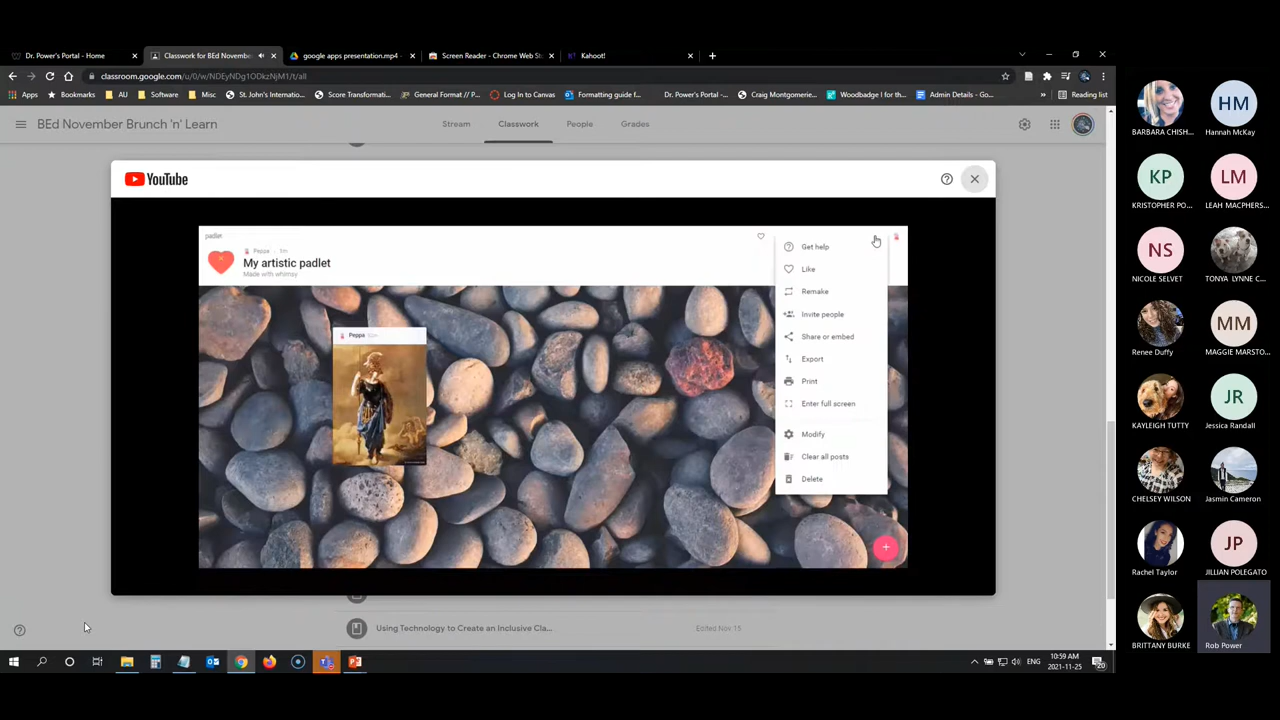 Dr. Power's Portal - Home
Classwork for BEd Novembe
google apps presentation.mp4 -
Screen Reader - Chrome Web St
Kahoot!
classroom.google.com/u/0/w/NDEyNDg1ODkzNjM1/t/all
Apps
Bookmarks
AU
Software
Misc
St. John's Internatio...
Score Transformati...
General Format // P...
Log In to Canvas
Formatting guide f...
Dr. Power's Portal -...
Craig Montgomerie...
Woodbadge I for th...
Admin Details - Go...
Reading list
BEd November Brunch 'n' Learn
Stream
Classwork
People
Grades
YouTube
padlet
Peppa
My artistic padlet
Made with whimsy
Peppa
Get help
Like
Remake
Invite people
Share or embed
Export
Print
Enter full screen
Modify
Clear all posts
Delete
Using Technology to Create an Inclusive Cla...
Edited Nov 15
ENG
10:59 AM
2021-11-25
20
BARBARA CHISH...
HM
Hannah McKay
KP
KRISTOPHER PO...
LM
LEAH MACPHERS...
NS
NICOLE SELVET
TONYA LYNNE C...
Renee Duffy
MM
MAGGIE MARSTO...
KAYLEIGH TUTTY
JR
Jessica Randall
CHELSEY WILSON
Jasmin Cameron
Rachel Taylor
JP
JILLIAN POLEGATO
BRITTANY BURKE
Rob Power